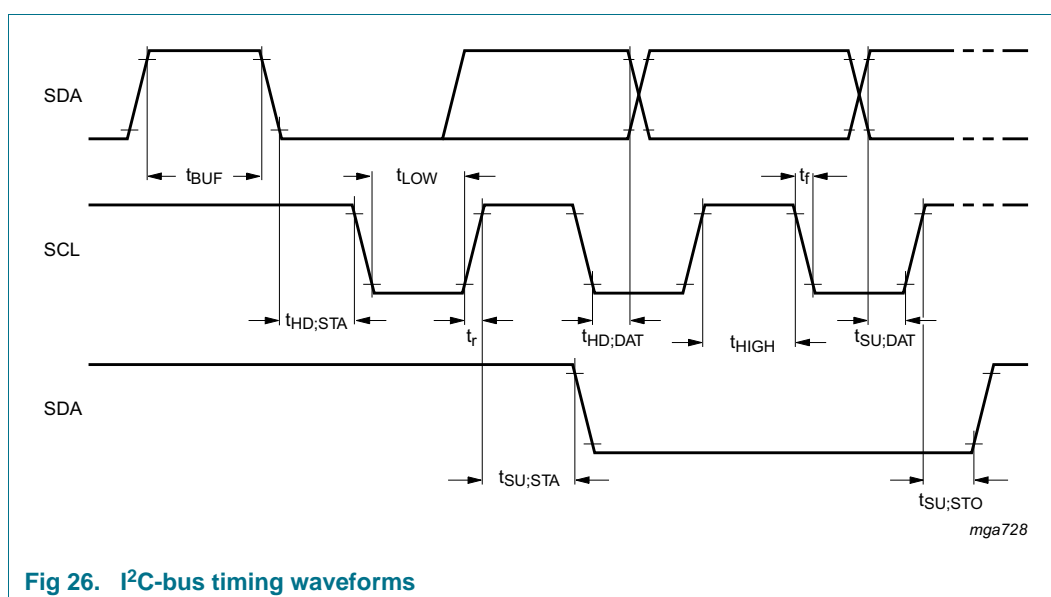 SDA
tBUF
tLOW
tf
SCL
tHD;STA
tr
tHD;DAT
tHIGH
tSU;DAT
SDA
tSU;STA
tSU;STO
mga728
Fig 26. I²C-bus timing waveforms